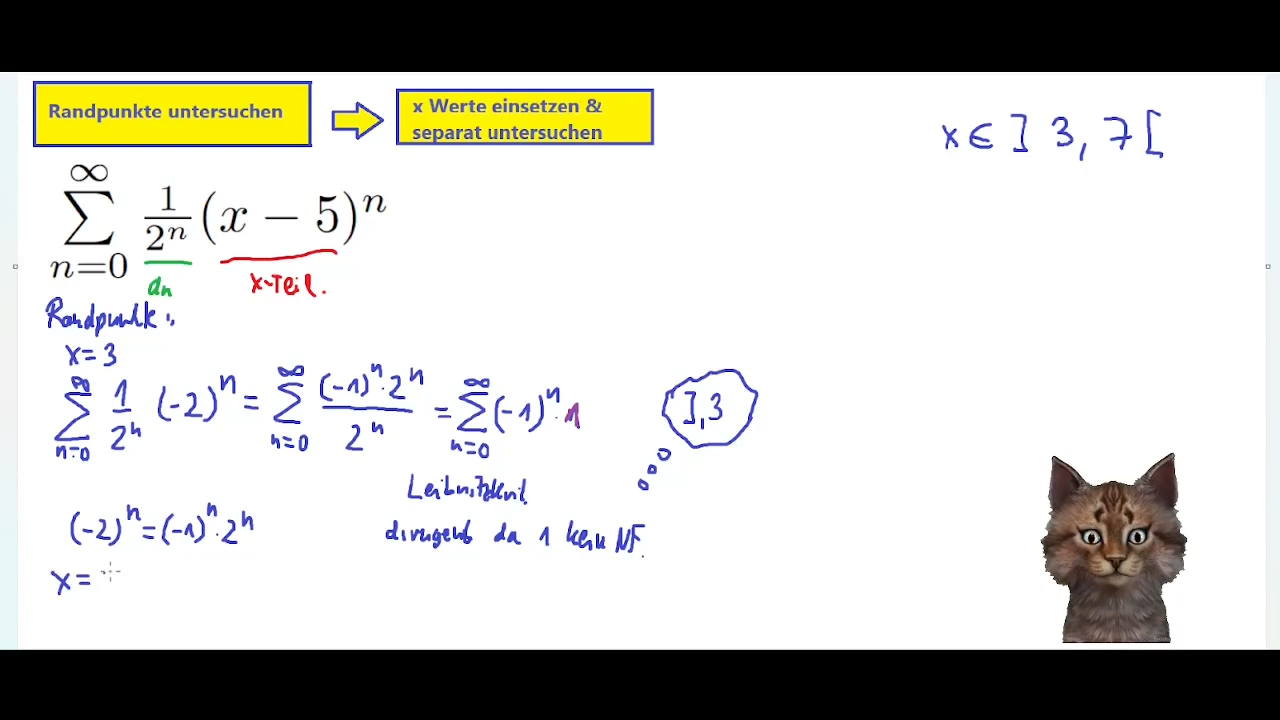 Randpunkte untersuchen
x Werte einsetzen &
separat untersuchen
x ∈ ] 3, 7 [
∑_{n=0}^{∞} 1/2^n (x − 5)^n
an
x-Teil.
Randpunkte:
x = 3
∑_{n=0}^{∞} 1/2^n (-2)^n = ∑_{n=0}^{∞} (-1)^n · 2^n / 2^n = ∑_{n=0}^{∞} (-1)^n · 1
] , 3
Leibnitzkrit.
(-2)^n = (-1)^n · 2^n
divergent da 1 kein NF.
x =